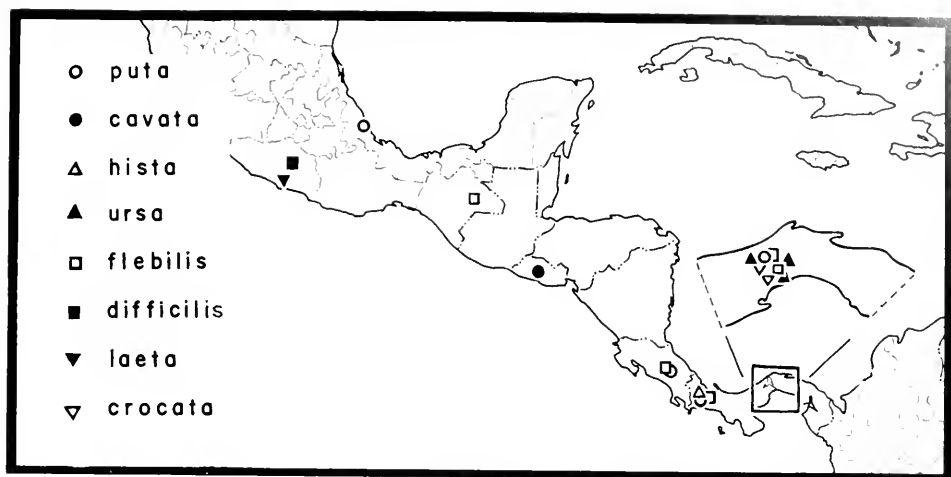 puta
cavata
hista
ursa
flebilis
difficilis
laeta
crocata